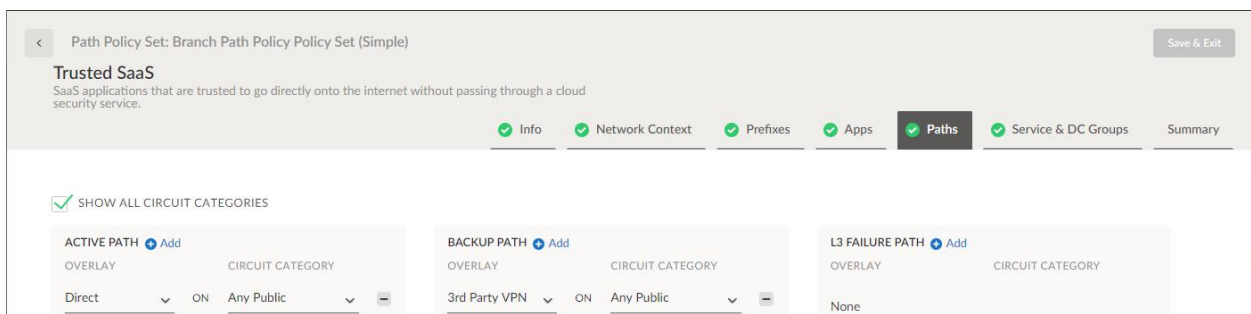 Path Policy Set: Branch Path Policy Policy Set (Simple)
Save & Exit
Trusted SaaS
SaaS applications that are trusted to go directly onto the internet without passing through a cloud
security service.
Info Network Context Prefixes Apps Paths Service & DC Groups Summary
SHOW ALL CIRCUIT CATEGORIES
ACTIVE PATH Add BACKUP PATH Add L3 FAILURE PATH Add
OVERLAY CIRCUIT CATEGORY OVERLAY CIRCUIT CATEGORY OVERLAY CIRCUIT CATEGORY
Direct ON Any Public 3rd Party VPN ON Any Public None